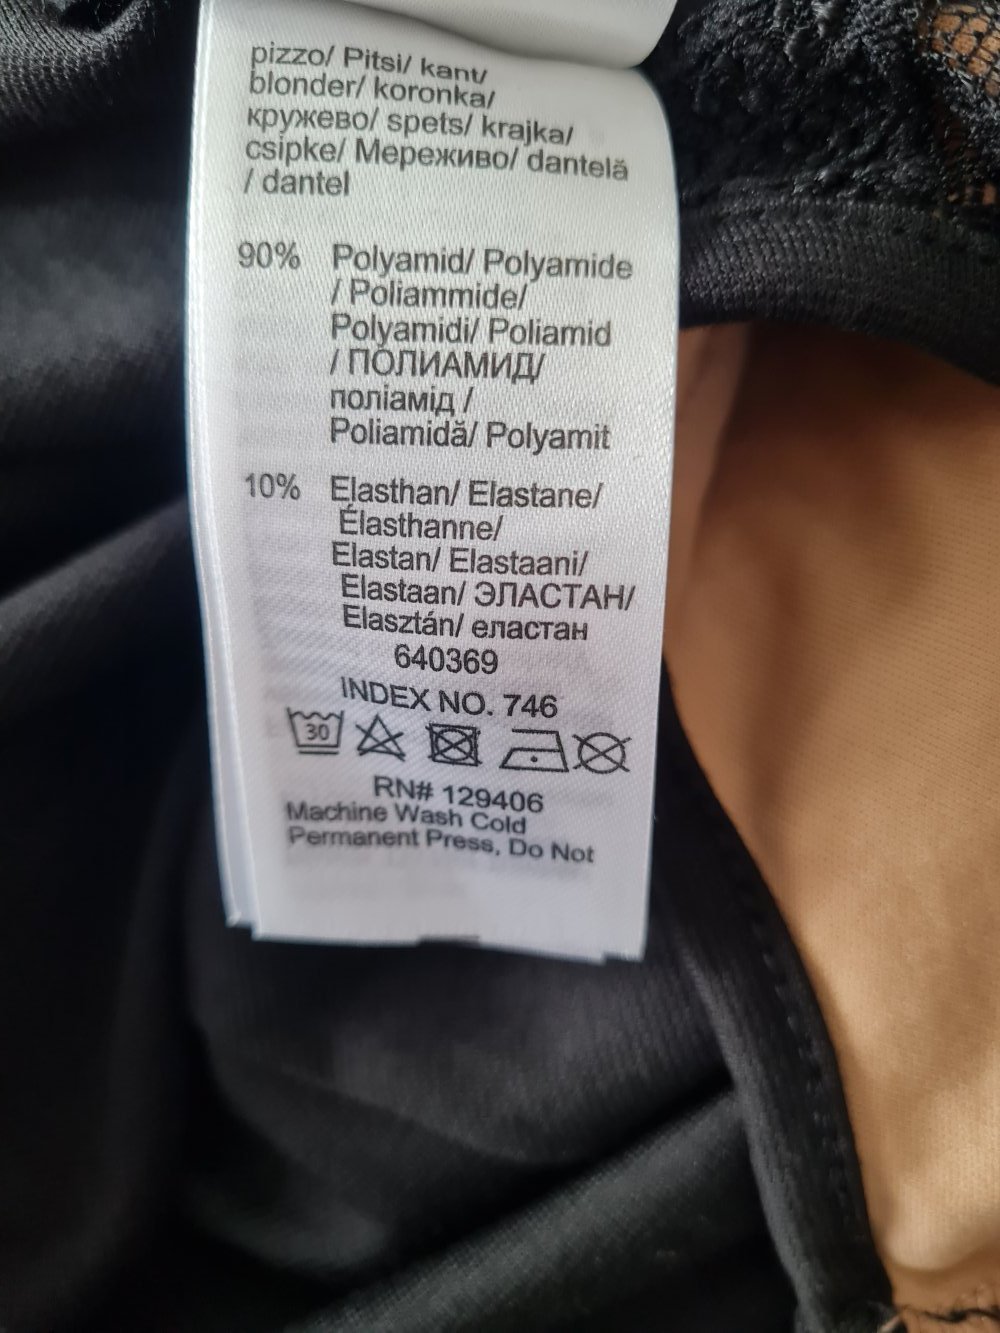 pizzo/ Pitsi/ kant/
blonder/ koronka/
кружево/ spets/ krajka/
csipke/ Мереживо/ dantelă
/ dantel
90% Polyamid/ Polyamide
/ Poliammide/
Polyamidi/ Poliamid
/ ПОЛИАМИД/
поліамід /
Poliamidă/ Polyamit
10% Elasthan/ Elastane/
Élasthanne/
Elastan/ Elastaani/
Elastaan/ ЭЛАСТАН/
Elasztán/ еластан
640369
INDEX NO. 746
30
RN# 129406
Machine Wash Cold
Permanent Press, Do Not